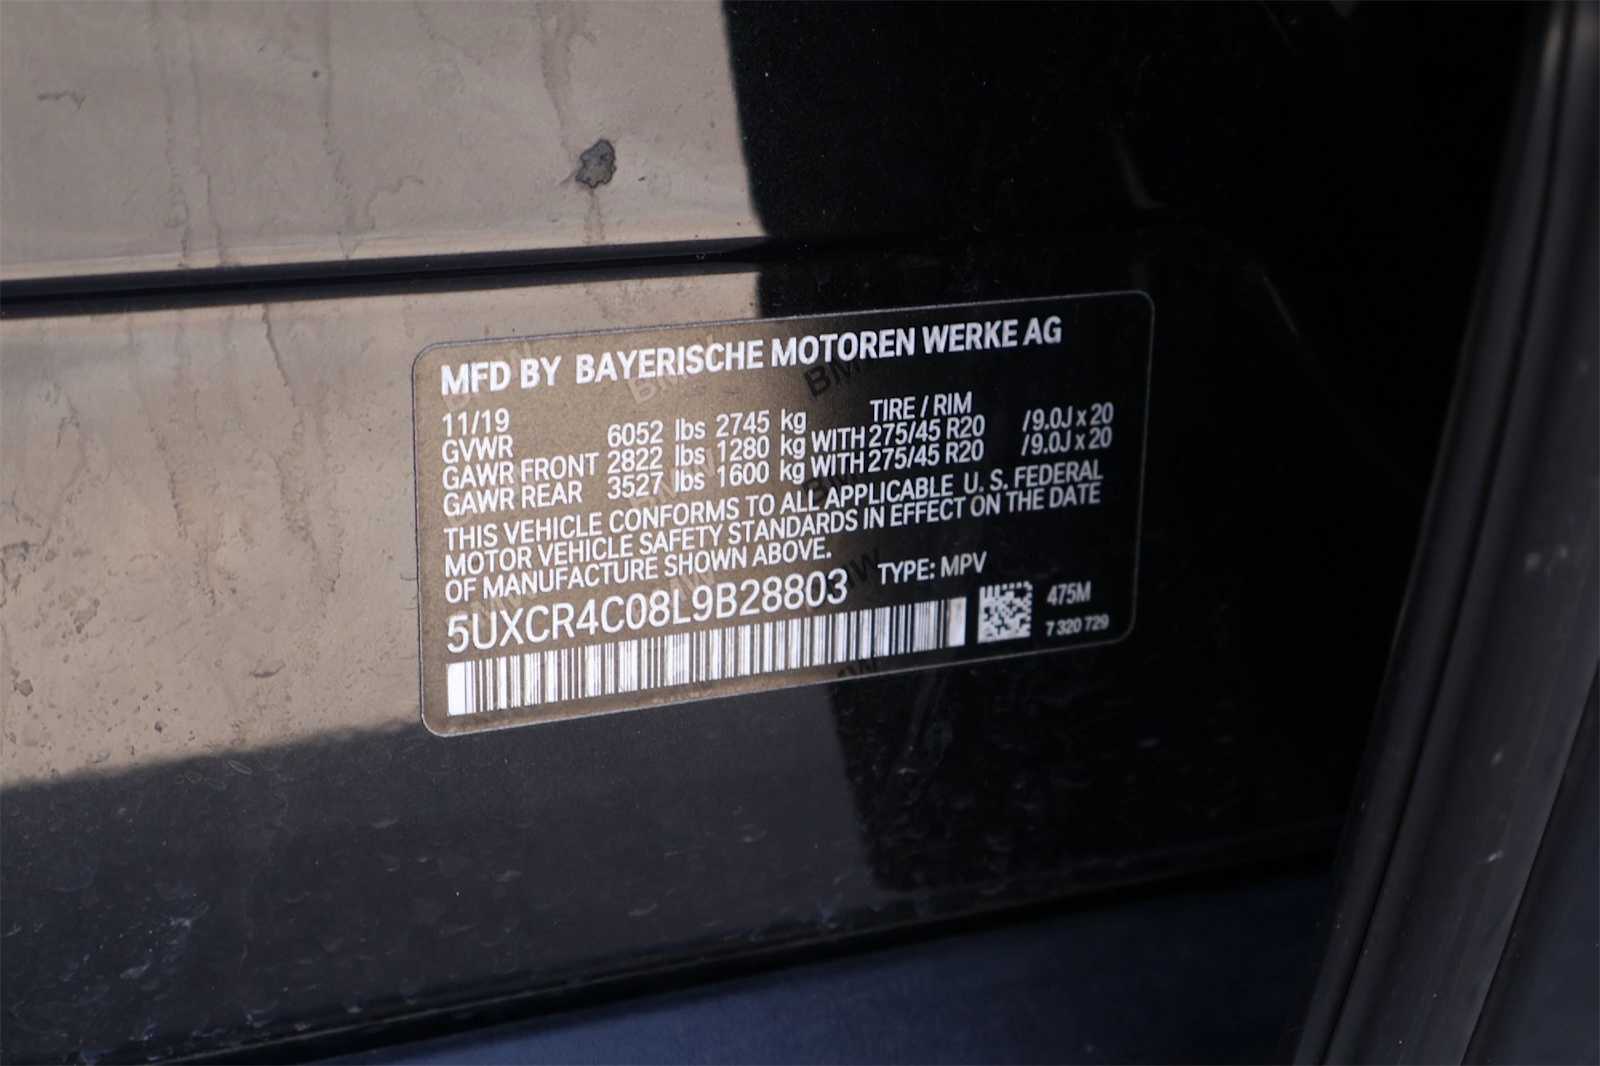 MFD BY BAYERISCHE MOTOREN WERKE AG
11/19 TIRE / RIM
GVWR 6052 lbs 2745 kg
GAWR FRONT 2822 lbs 1280 kg WITH 275/45 R20 /9.0J x 20
GAWR REAR 3527 lbs 1600 kg WITH 275/45 R20 /9.0J x 20
THIS VEHICLE CONFORMS TO ALL APPLICABLE U. S. FEDERAL
MOTOR VEHICLE SAFETY STANDARDS IN EFFECT ON THE DATE
OF MANUFACTURE SHOWN ABOVE.
5UXCR4C08L9B28803 TYPE: MPV
475M
7 320 729